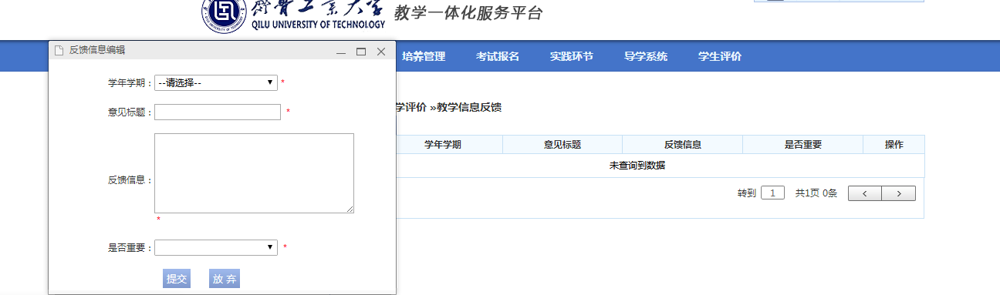 齐鲁工业大学 教学一体化服务平台
QILU UNIVERSITY OF TECHNOLOGY
反馈信息编辑
培养管理 考试报名 实践环节 导学系统 学生评价
学年学期： --请选择-- *
意见标题： *
反馈信息：
*
是否重要： *
提交 放 弃
学评价 »教学信息反馈
学年学期 意见标题 反馈信息 是否重要 操作
未查询到数据
转到 1 共1页 0条 < >